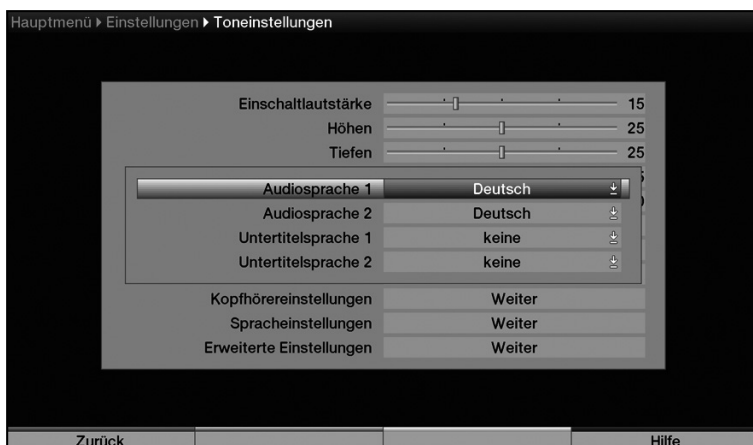 Hauptmenü ▸ Einstellungen ▸ Toneinstellungen
Einschaltlautstärke 15
Höhen 25
Tiefen 25
Audiosprache 1 Deutsch
Audiosprache 2 Deutsch
Untertitelsprache 1 keine
Untertitelsprache 2 keine
Kopfhörereinstellungen Weiter
Spracheinstellungen Weiter
Erweiterte Einstellungen Weiter
Zurück Hilfe